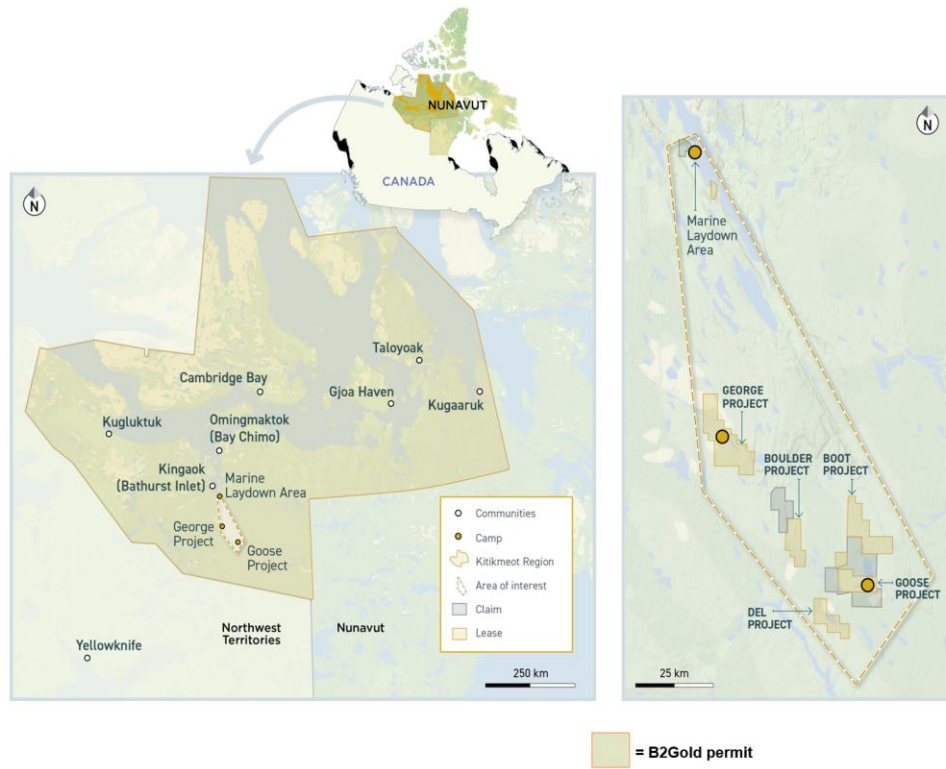 NUNAVUT
CANADA
N
Taloyoak
Cambridge Bay
Gjoa Haven
Kugaaruk
Kugluktuk
Omingmaktok
(Bay Chimo)
Kingaok
(Bathurst Inlet)
Marine
Laydown Area
George
Project
Goose
Project
Northwest
Territories
Nunavut
Yellowknife
Communities
Camp
Kitikmeot Region
Area of interest
Claim
Lease
250 km
N
Marine
Laydown
Area
GEORGE
PROJECT
BOULDER
PROJECT
BOOT
PROJECT
GOOSE
PROJECT
DEL
PROJECT
25 km
= B2Gold permit